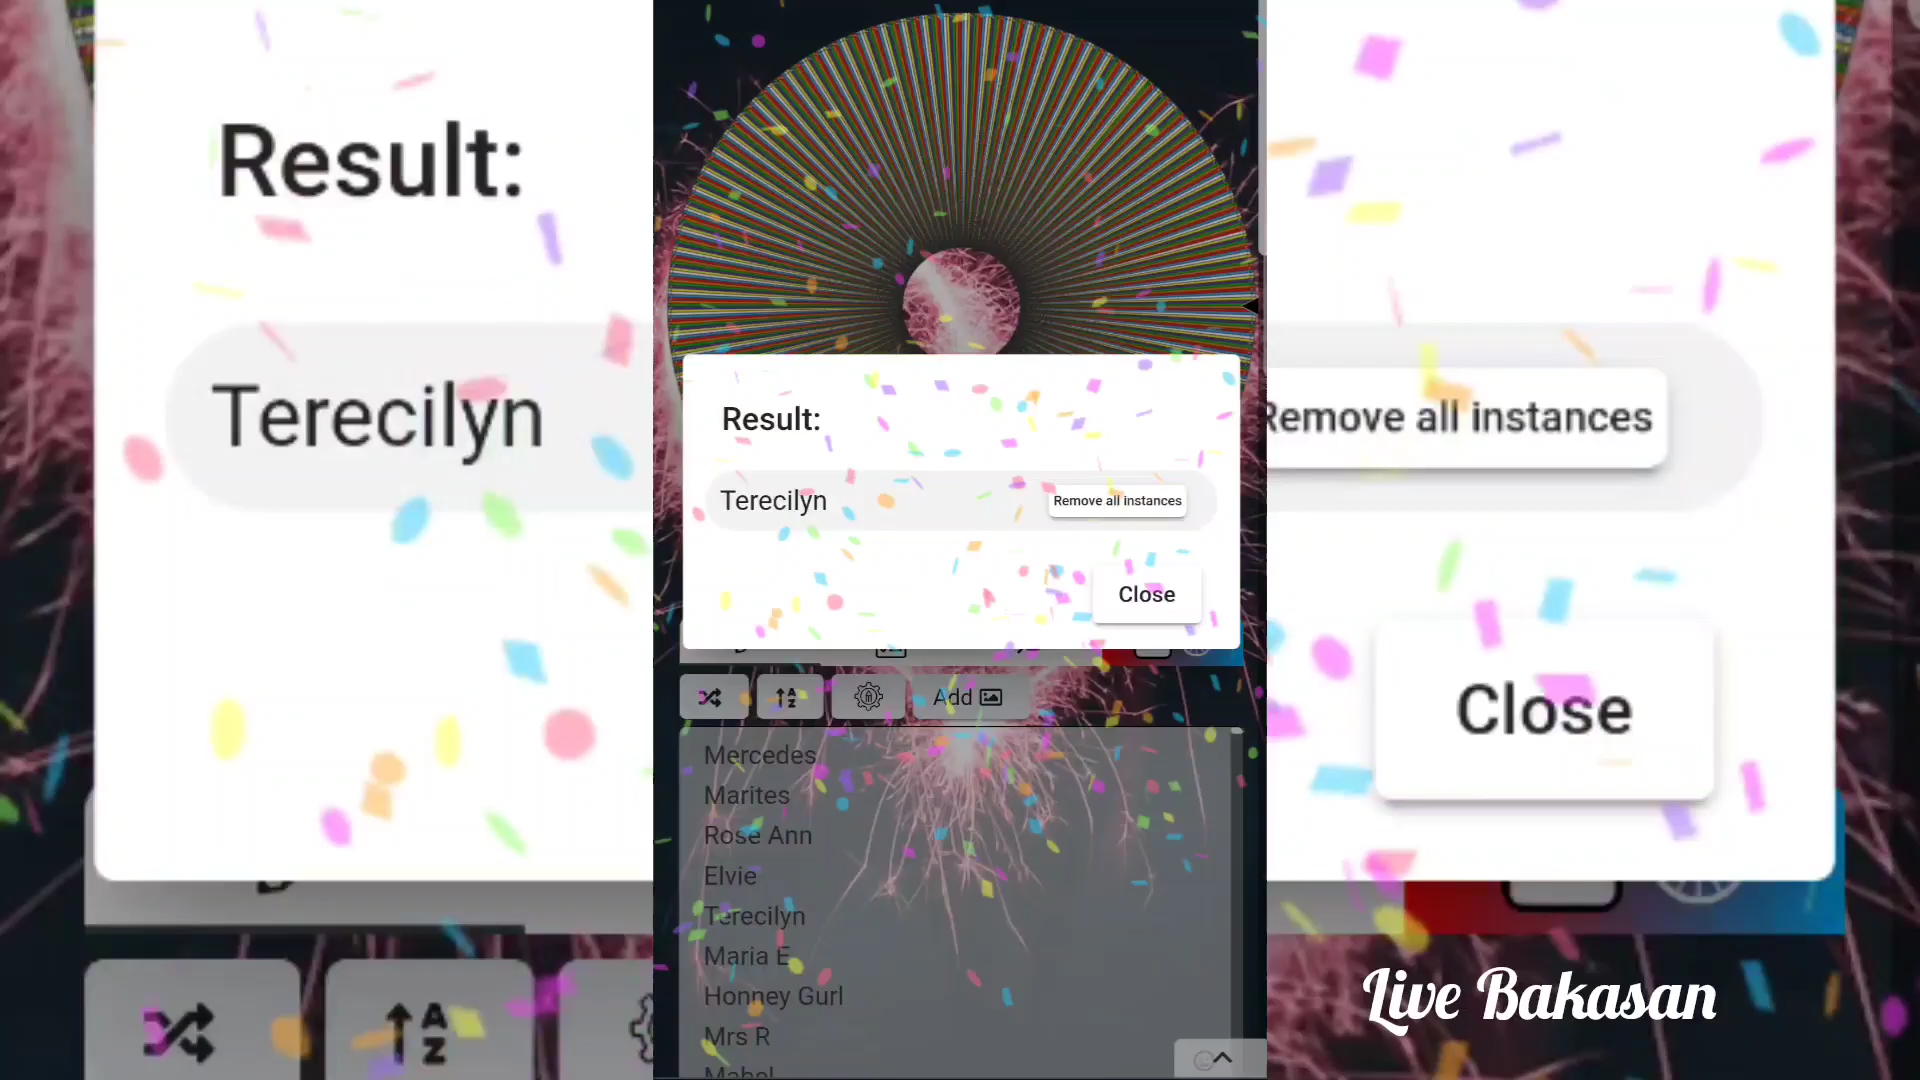 Result:
Terecilyn
Result:
Terecilyn
Remove all instances
Close
Add
Mercedes
Marites
Rose Ann
Elvie
Terecilyn
Maria E
Honney Gurl
Mrs R
Mabel
A
Z
A
Z
Remove all instances
Close
Live Bakasan